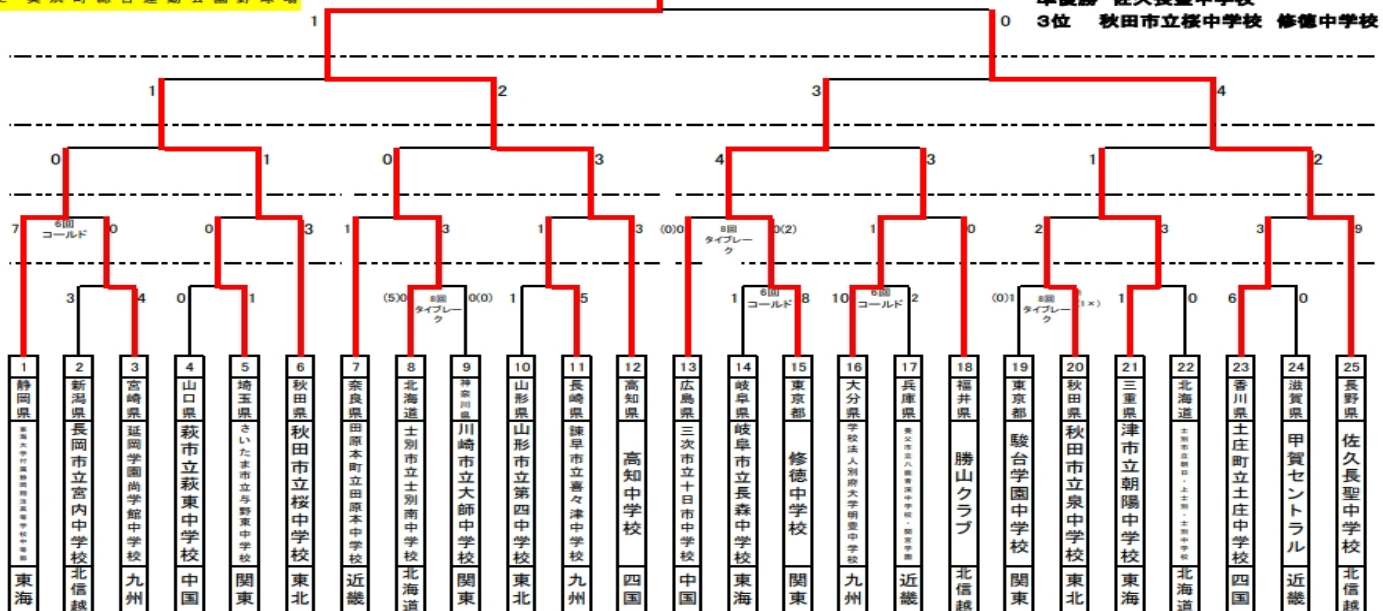 3位 秋田市立桜中学校 修徳中学校
1 0
1 2 3 4
0 1 0 3 4 3 1 2
7 6回コールド 0 0 3 1 3 1 3 (0)0 8回タイブレーク 0(2) 1 0 2 3 3 9
3 4 0 1 (5)0 8回タイブレーク 0(0) 1 5 1 6回コールド 8 10 6回コールド 2 (0)1 8回タイブレーク (1×) 1 0 6 0
1 静岡県 東海
2 新潟県 長岡市立宮内中学校 北信越
3 宮崎県 延岡学園尚学館中学校 九州
4 山口県 萩市立萩東中学校 中国
5 埼玉県 さいたま市立与野東中学校 関東
6 秋田県 秋田市立桜中学校 東北
7 奈良県 田原本町立田原本中学校 近畿
8 北海道 士別市立士別南中学校 北海道
9 神奈川県 川崎市立大師中学校 関東
10 山形県 山形市立第四中学校 東北
11 長崎県 諫早市立喜々津中学校 九州
12 高知県 高知中学校 四国
13 広島県 三次市立十日市中学校 中国
14 岐阜県 岐阜市立長森中学校 東海
15 東京都 修徳中学校 関東
16 大分県 学校法人別府大学明豊中学校 九州
17 兵庫県 近畿
18 福井県 勝山クラブ 北信越
19 東京都 駿台学園中学校 関東
20 秋田県 秋田市立泉中学校 東北
21 三重県 津市立朝陽中学校 東海
22 北海道 北海道
23 香川県 土庄町立土庄中学校 四国
24 滋賀県 甲賀セントラル 近畿
25 長野県 佐久長聖中学校 北信越